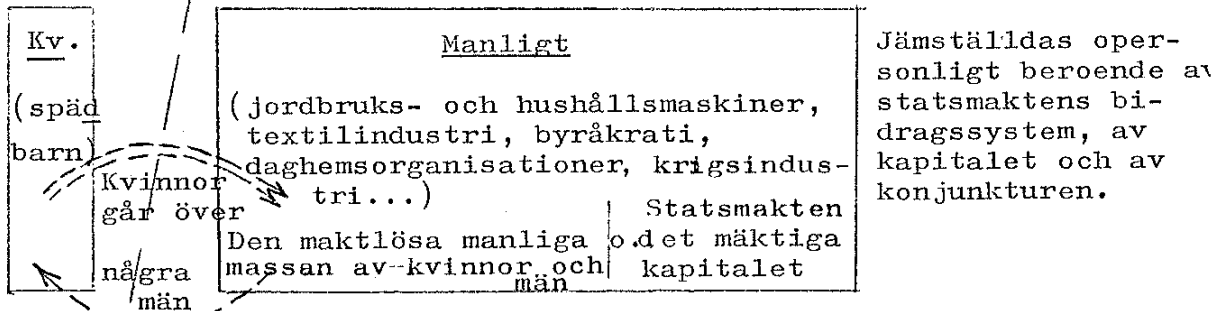 Kv.
(späd
barn)
Kvinnor
går över
några
män
Manligt
(jordbruks- och hushållsmaskiner,
textilindustri, byråkrati,
daghemsorganisationer, krigsindus-
tri...)
Den maktlösa manliga
massan av kvinnor och
män
Statsmakten
o.det mäktiga
kapitalet
Jämställdas oper-
sonligt beroende av
statsmaktens bi-
dragssystem, av
kapitalet och av
konjunkturen.